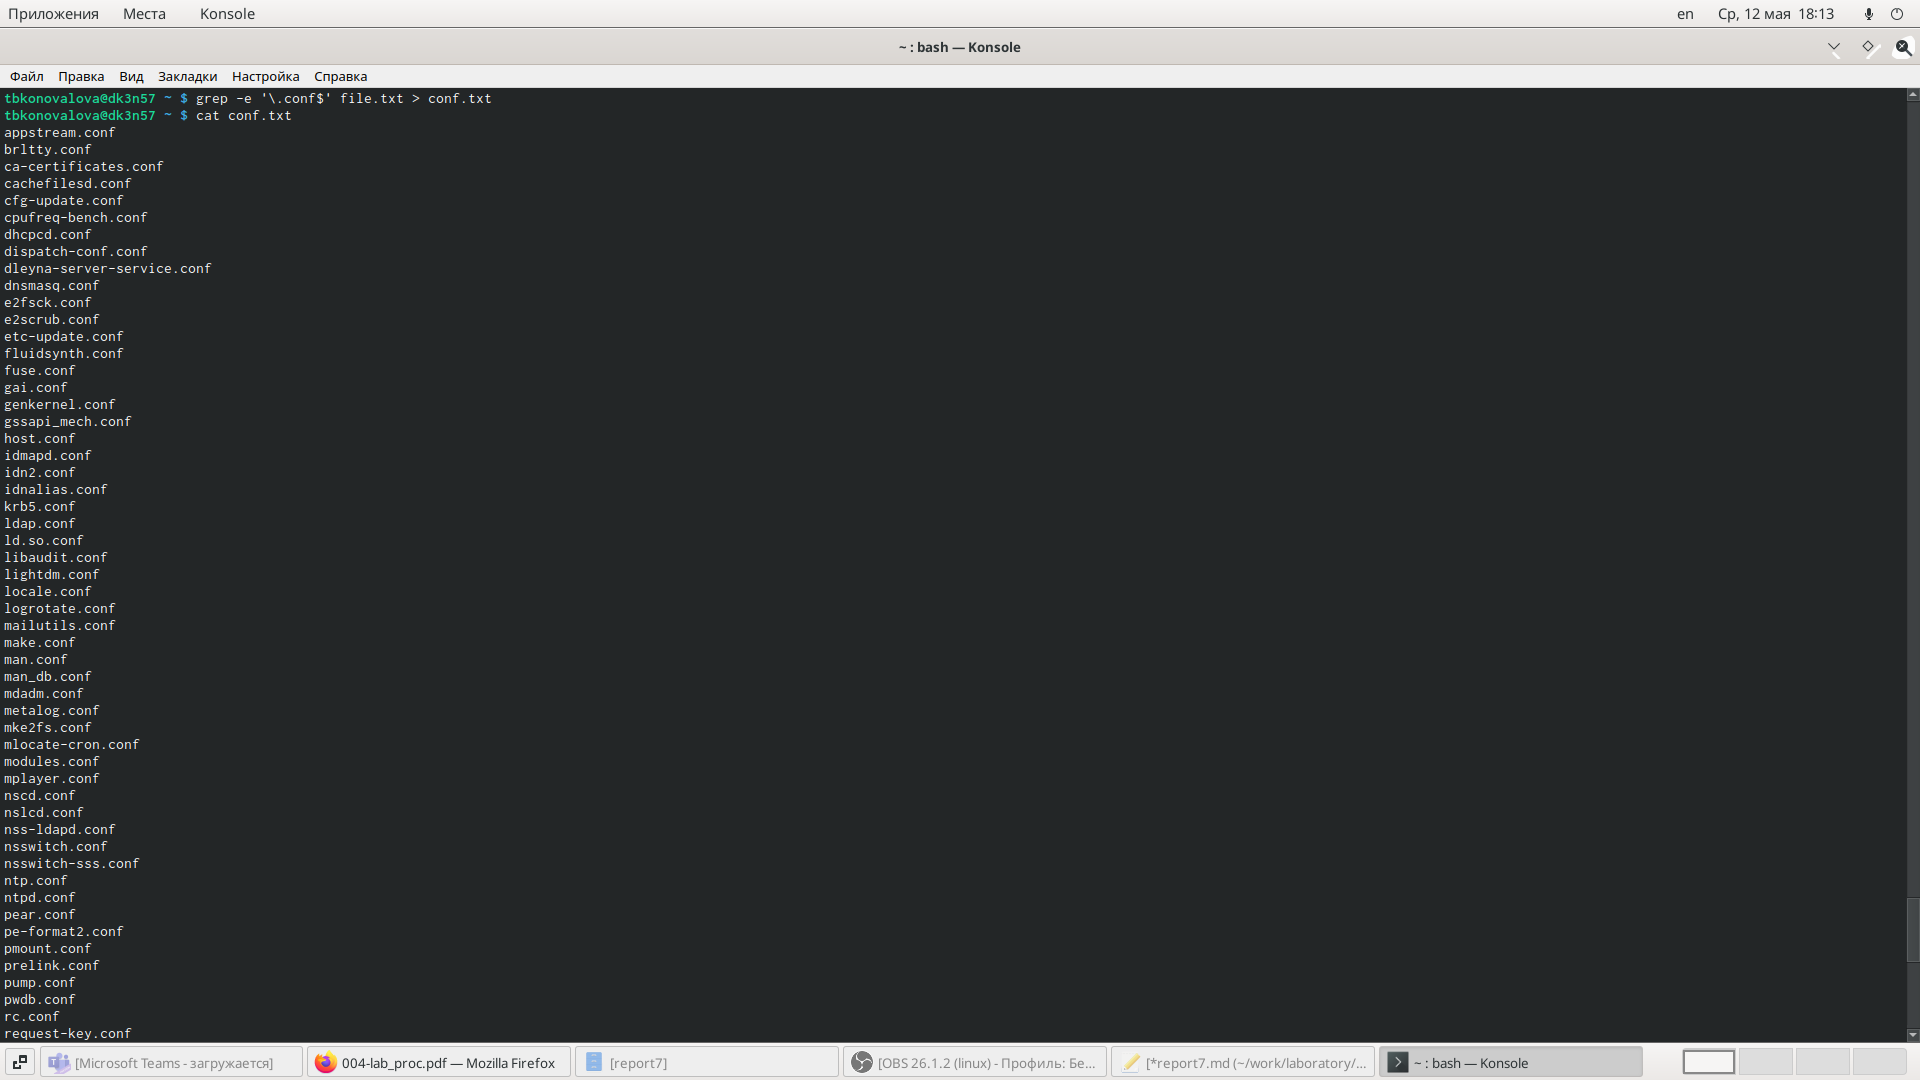 Приложения Места Konsole en Ср, 12 мая 18:13
~ : bash — Konsole
Файл Правка Вид Закладки Настройка Справка
tbkonovalova@dk3n57 ~ $ grep -e '\.conf$' file.txt > conf.txt
tbkonovalova@dk3n57 ~ $ cat conf.txt
appstream.conf
brltty.conf
ca-certificates.conf
cachefilesd.conf
cfg-update.conf
cpufreq-bench.conf
dhcpcd.conf
dispatch-conf.conf
dleyna-server-service.conf
dnsmasq.conf
e2fsck.conf
e2scrub.conf
etc-update.conf
fluidsynth.conf
fuse.conf
gai.conf
genkernel.conf
gssapi_mech.conf
host.conf
idmapd.conf
idn2.conf
idnalias.conf
krb5.conf
ldap.conf
ld.so.conf
libaudit.conf
lightdm.conf
locale.conf
logrotate.conf
mailutils.conf
make.conf
man.conf
man_db.conf
mdadm.conf
metalog.conf
mke2fs.conf
mlocate-cron.conf
modules.conf
mplayer.conf
nscd.conf
nslcd.conf
nss-ldapd.conf
nsswitch.conf
nsswitch-sss.conf
ntp.conf
ntpd.conf
pear.conf
pe-format2.conf
pmount.conf
prelink.conf
pump.conf
pwdb.conf
rc.conf
request-key.conf
[Microsoft Teams - загружается] 004-lab_proc.pdf — Mozilla Firefox [report7] [OBS 26.1.2 (linux) - Профиль: Бе... [*report7.md (~/work/laboratory/... ~ : bash — Konsole